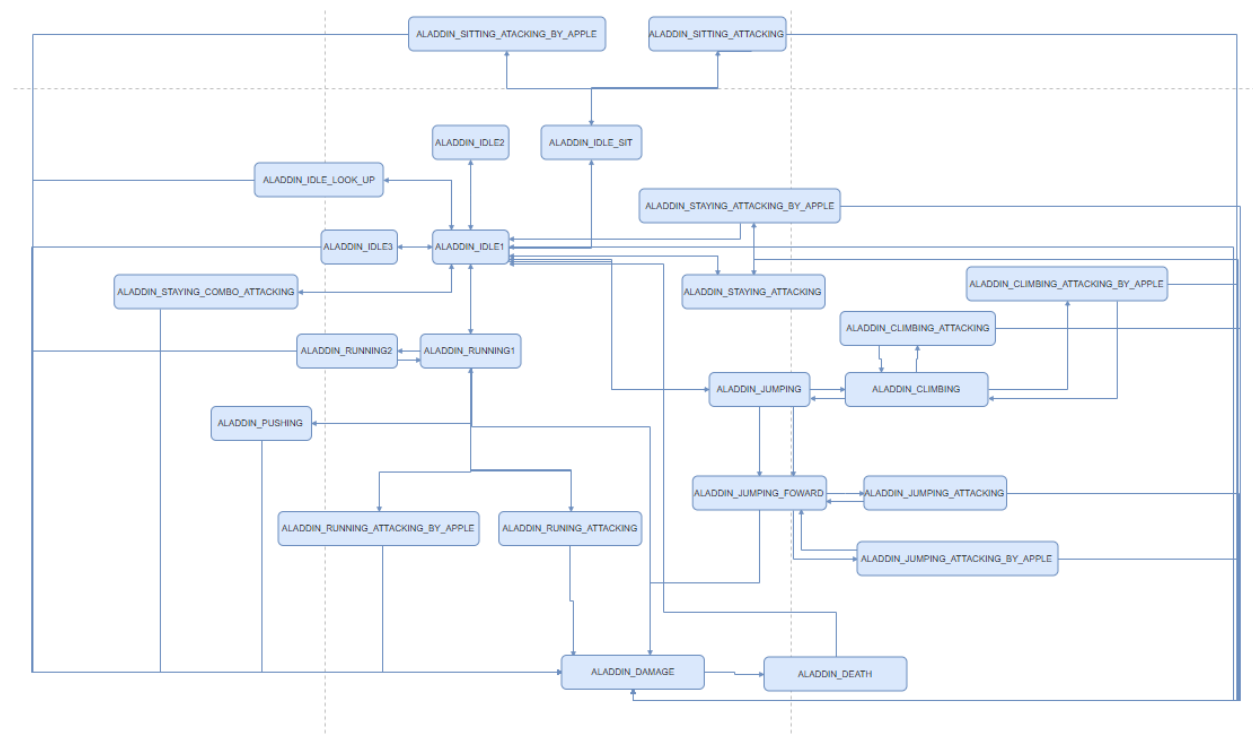 ALADDIN_SITTING_ATACKING_BY_APPLE
ALADDIN_SITTING_ATTACKING
ALADDIN_IDLE2
ALADDIN_IDLE_SIT
ALADDIN_IDLE_LOOK_UP
ALADDIN_STAYING_ATTACKING_BY_APPLE
ALADDIN_IDLE3
ALADDIN_IDLE1
ALADDIN_STAYING_COMBO_ATTACKING
ALADDIN_STAYING_ATTACKING
ALADDIN_CLIMBING_ATTACKING_BY_APPLE
ALADDIN_CLIMBING_ATTACKING
ALADDIN_RUNNING2
ALADDIN_RUNNING1
ALADDIN_JUMPING
ALADDIN_CLIMBING
ALADDIN_PUSHING
ALADDIN_JUMPING_FOWARD
ALADDIN_JUMPING_ATTACKING
ALADDIN_RUNNING_ATTACKING_BY_APPLE
ALADDIN_RUNING_ATTACKING
ALADDIN_JUMPING_ATTACKING_BY_APPLE
ALADDIN_DAMAGE
ALADDIN_DEATH